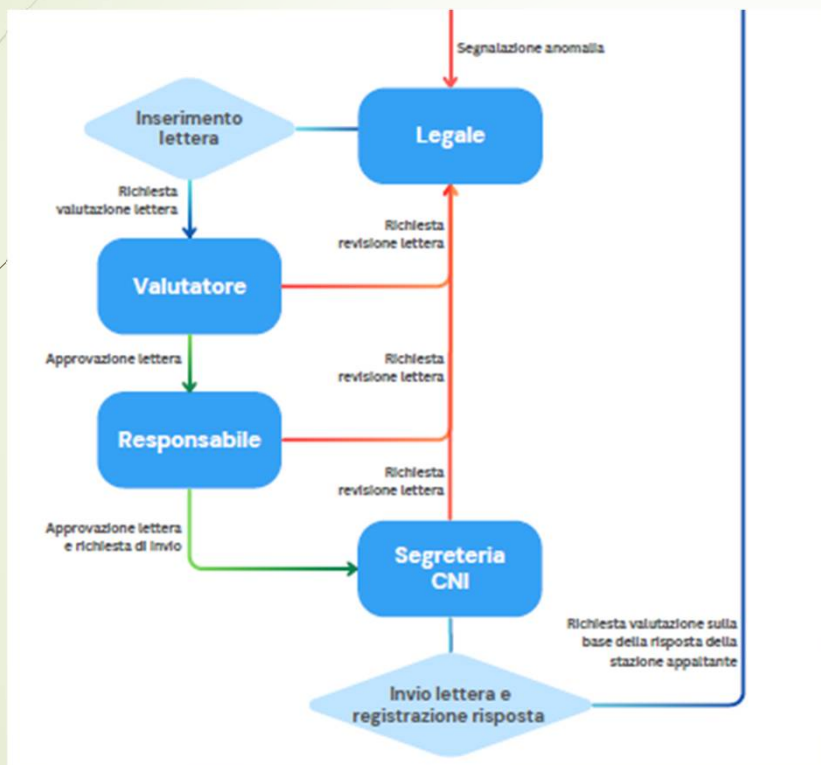 Segnalazione anomalia
Inserimento
lettera
Legale
Richiesta
valutazione lettera
Richiesta
revisione lettera
Valutatore
Approvazione lettera
Richiesta
revisione lettera
Responsabile
Richiesta
revisione lettera
Approvazione lettera
e richiesta di invio
Segreteria
CNI
Richiesta valutazione sulla
base della risposta della
stazione appaltante
Invio lettera e
registrazione risposta